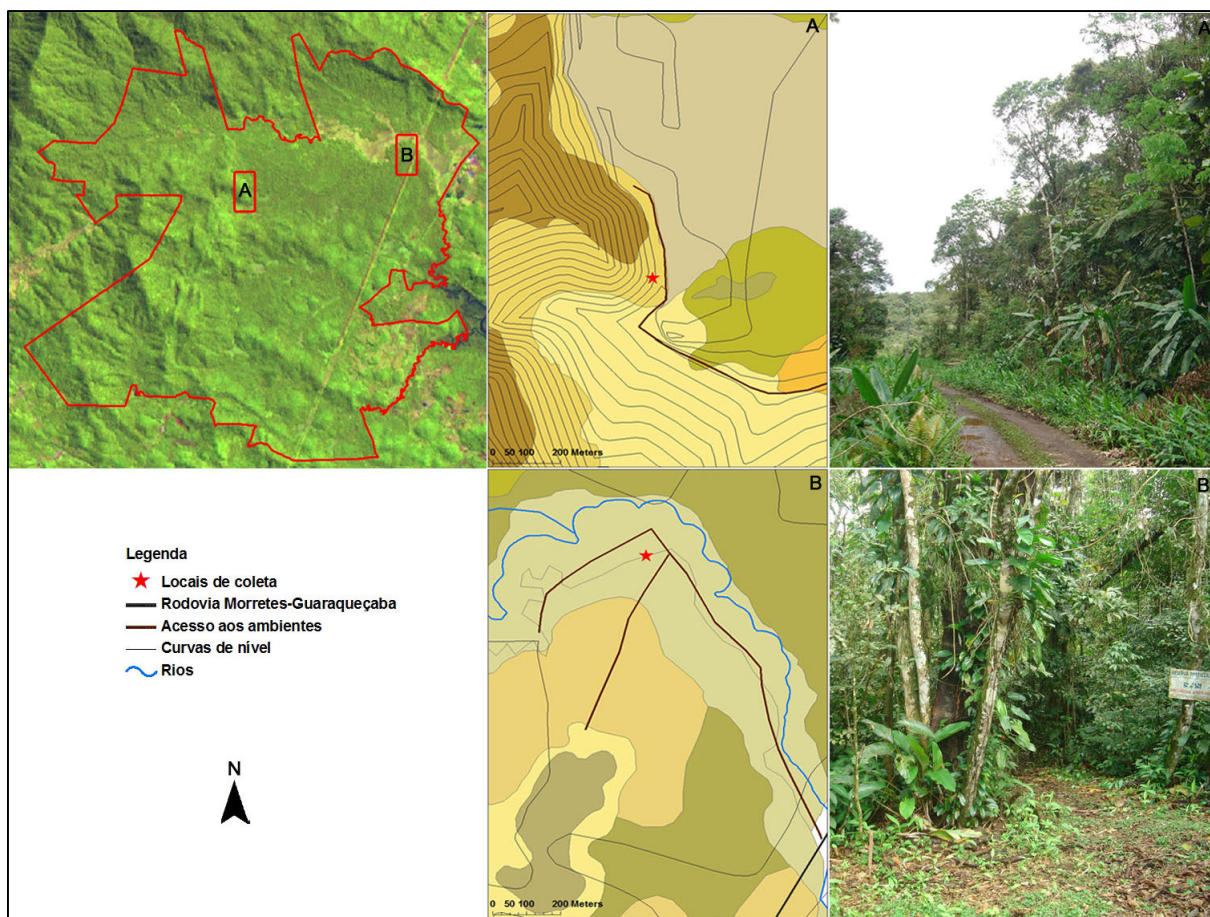 A
B
A
0 50 100 200 Meters
A
Legenda
Locais de coleta
Rodovia Morretes-Guaraqueçaba
Acesso aos ambientes
Curvas de nível
Rios
N
B
0 50 100 200 Meters
B